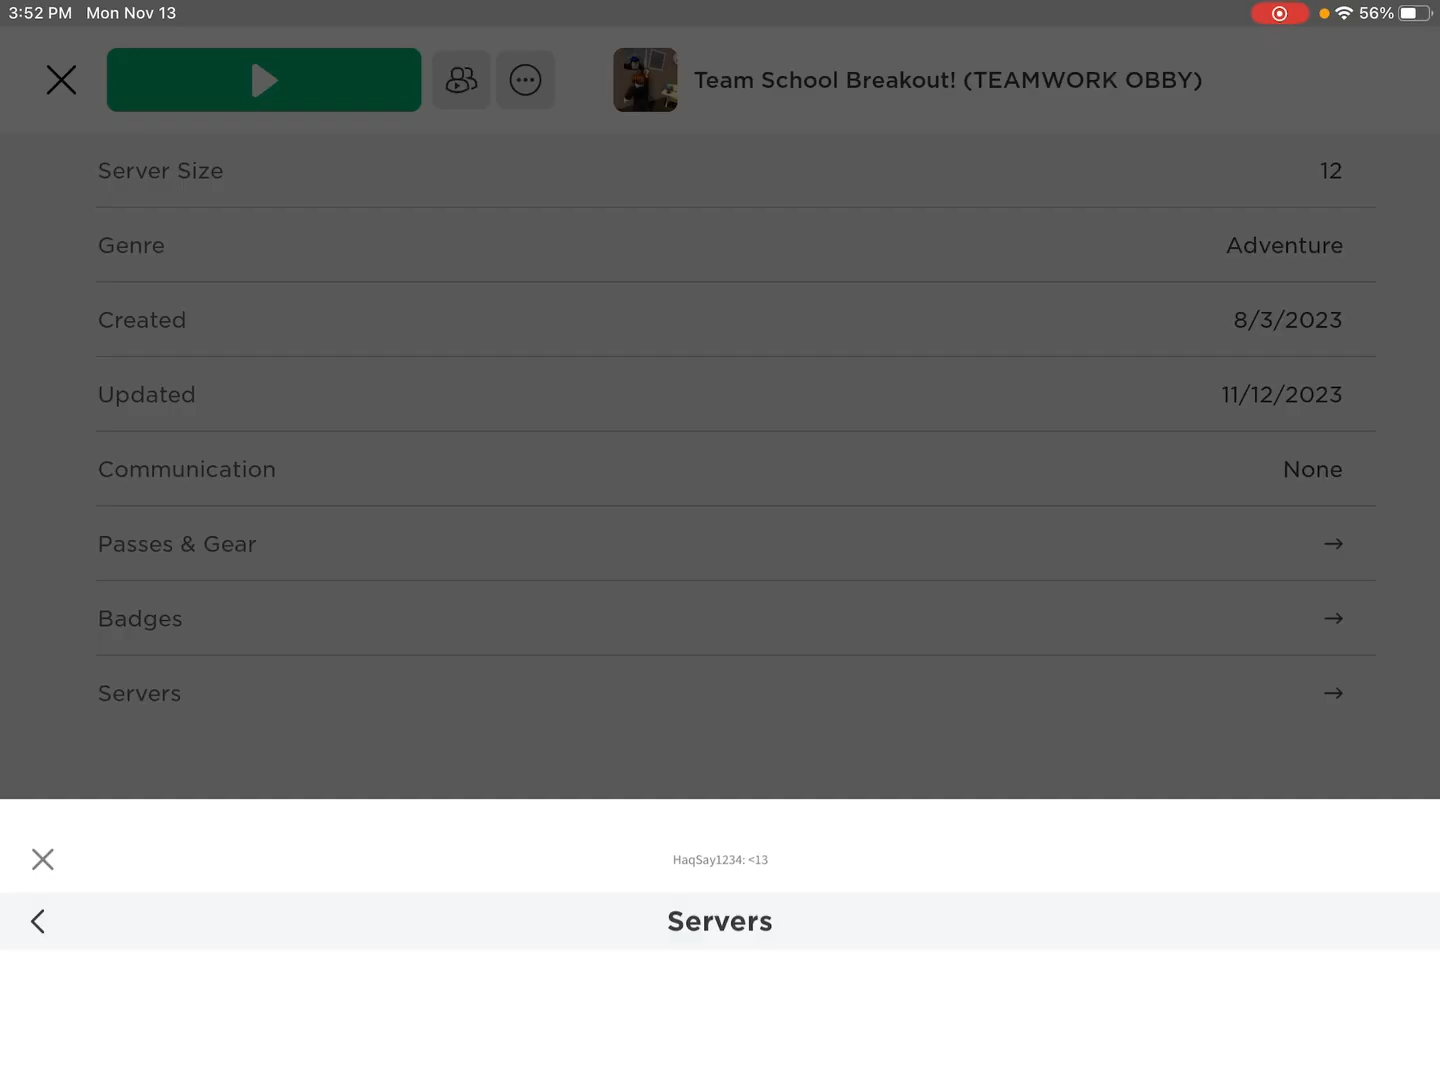 3:52 PM Mon Nov 13 56%
Team School Breakout! (TEAMWORK OBBY)
Server Size 12
Genre Adventure
Created 8/3/2023
Updated 11/12/2023
Communication None
Passes & Gear →
Badges →
Servers →
HaqSay1234: <13
Servers